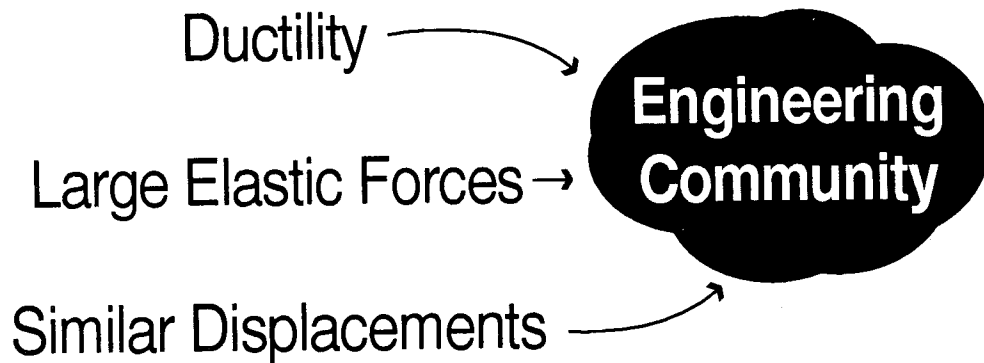 Ductility
Engineering
Community
Large Elastic Forces
Similar Displacements